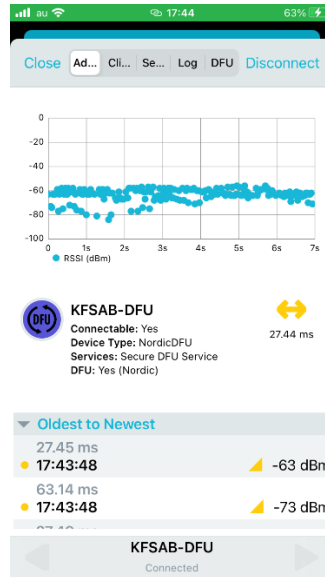 au 17:44 63%
Close Ad... Cli... Se... Log DFU Disconnect
0
-20
-40
-60
-80
-100
0 1s 2s 3s 4s 5s 6s 7s
RSSI (dBm)
DFU
KFSAB-DFU
Connectable: Yes
Device Type: NordicDFU
Services: Secure DFU Service
DFU: Yes (Nordic)
27.44 ms
Oldest to Newest
27.45 ms
17:43:48 -63 dBm
63.14 ms
17:43:48 -73 dBm
KFSAB-DFU
Connected